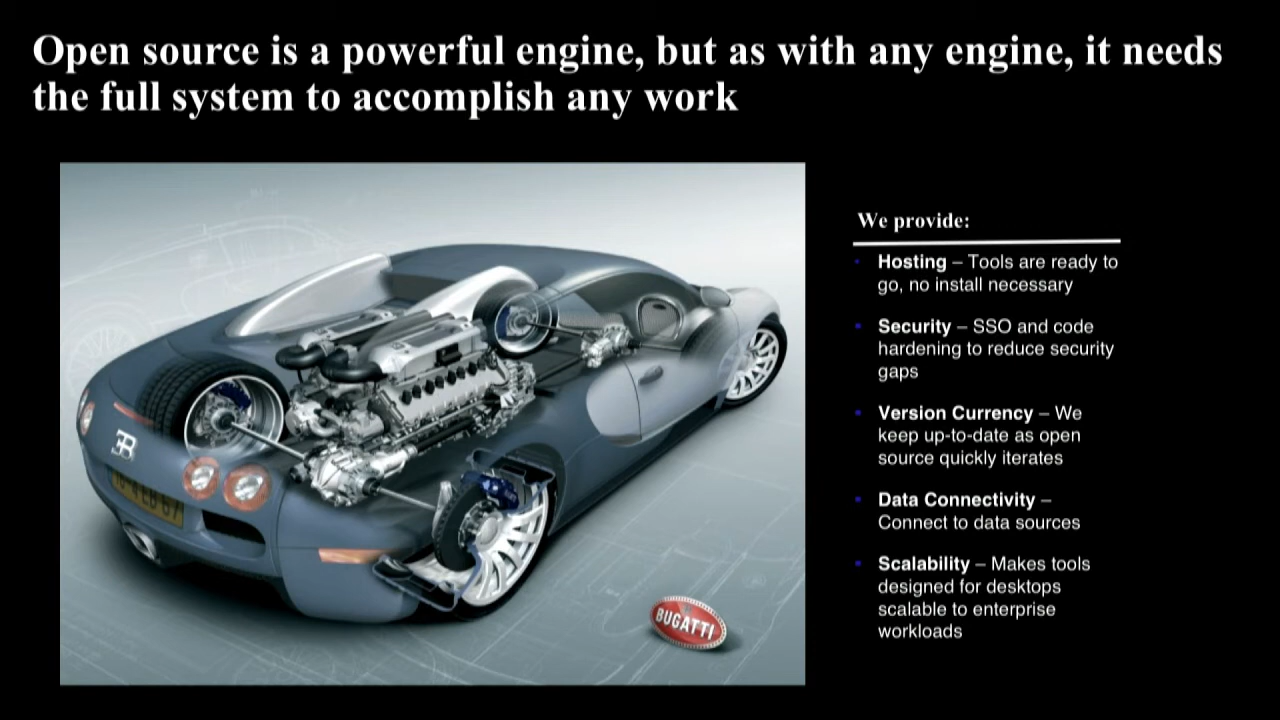 Open source is a powerful engine, but as with any engine, it needs
the full system to accomplish any work
We provide:
Hosting – Tools are ready to
go, no install necessary
Security – SSO and code
hardening to reduce security
gaps
Version Currency – We
keep up-to-date as open
source quickly iterates
Data Connectivity –
Connect to data sources
Scalability – Makes tools
designed for desktops
scalable to enterprise
workloads
EB
BUGATTI